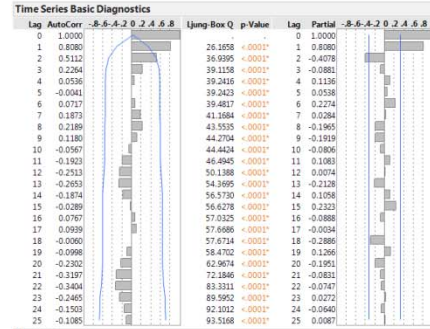 Time Series Basic Diagnostics
Lag AutoCorr -.8-.6-.4-.2 0 .2 .4 .6 .8 Ljung-Box Q p-Value Lag Partial -.8-.6-.4-.2 0 .2 .4 .6 .8
0 1.0000 . . 0 1.0000
1 0.8080 26.1658 <.0001* 1 0.8080
2 0.5112 36.9395 <.0001* 2 -0.4078
3 0.2264 39.1158 <.0001* 3 -0.0881
4 0.0536 39.2416 <.0001* 4 0.1136
5 -0.0041 39.2423 <.0001* 5 0.0538
6 0.0717 39.4817 <.0001* 6 0.2274
7 0.1873 41.1684 <.0001* 7 0.0284
8 0.2189 43.5535 <.0001* 8 -0.1965
9 0.1180 44.2704 <.0001* 9 -0.1919
10 -0.0567 44.4424 <.0001* 10 -0.0806
11 -0.1923 46.4945 <.0001* 11 0.1083
12 -0.2513 50.1388 <.0001* 12 0.0074
13 -0.2653 54.3695 <.0001* 13 -0.2128
14 -0.1874 56.5730 <.0001* 14 0.1058
15 -0.0289 56.6278 <.0001* 15 0.2323
16 0.0767 57.0325 <.0001* 16 -0.0888
17 0.0939 57.6686 <.0001* 17 -0.0034
18 -0.0060 57.6714 <.0001* 18 -0.2886
19 -0.0998 58.4702 <.0001* 19 0.1266
20 -0.2302 62.9674 <.0001* 20 -0.1951
21 -0.3197 72.1846 <.0001* 21 -0.0831
22 -0.3404 83.3311 <.0001* 22 -0.0747
23 -0.2465 89.5952 <.0001* 23 0.0272
24 -0.1503 92.1012 <.0001* 24 -0.0640
25 -0.1085 93.5168 <.0001* 25 0.0087